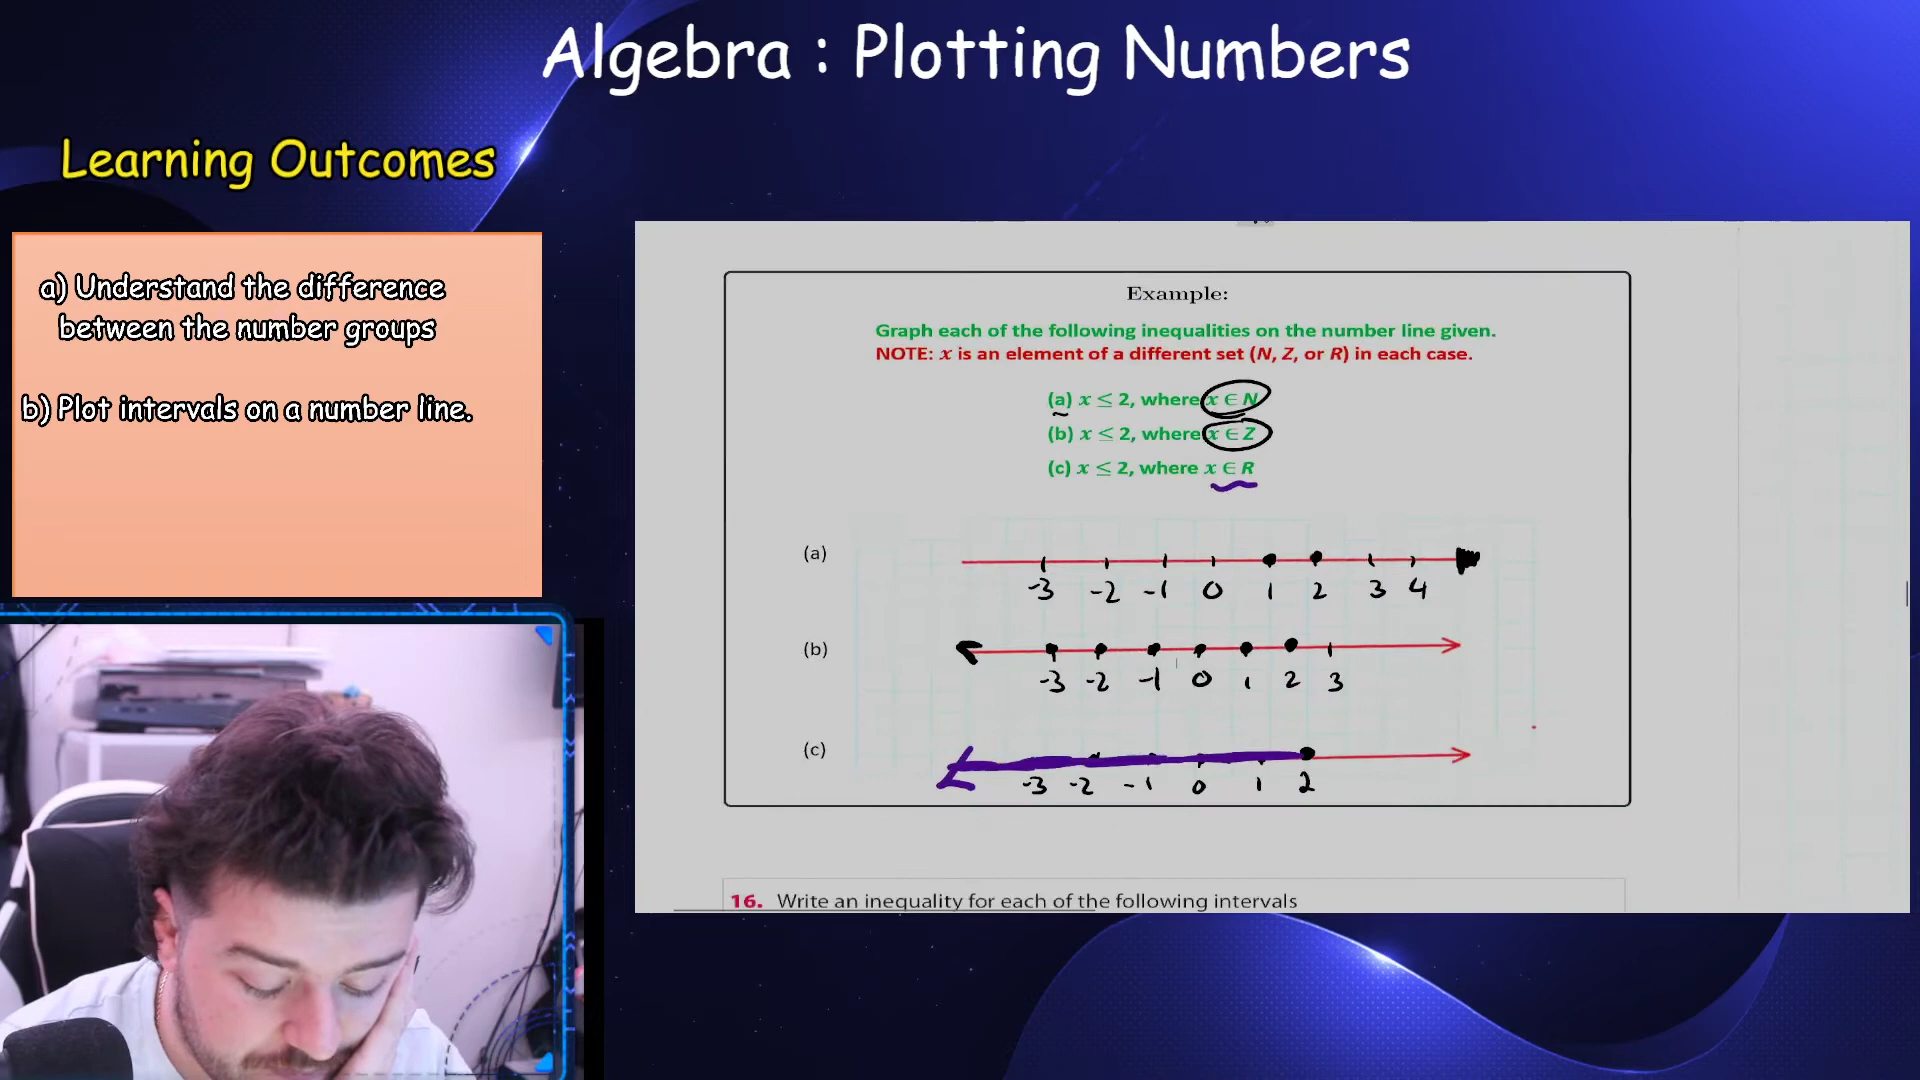 Algebra : Plotting Numbers
Learning Outcomes
a) Understand the difference
between the number groups
b) Plot intervals on a number line.
Example:
Graph each of the following inequalities on the number line given.
NOTE: x is an element of a different set (N, Z, or R) in each case.
(a) x ≤ 2, where x ∈ N
(b) x ≤ 2, where x ∈ Z
(c) x ≤ 2, where x ∈ R
(a)
-3 -2 -1 0 1 2 3 4
(b)
-3 -2 -1 0 1 2 3
(c)
-3 -2 -1 0 1 2
16. Write an inequality for each of the following intervals